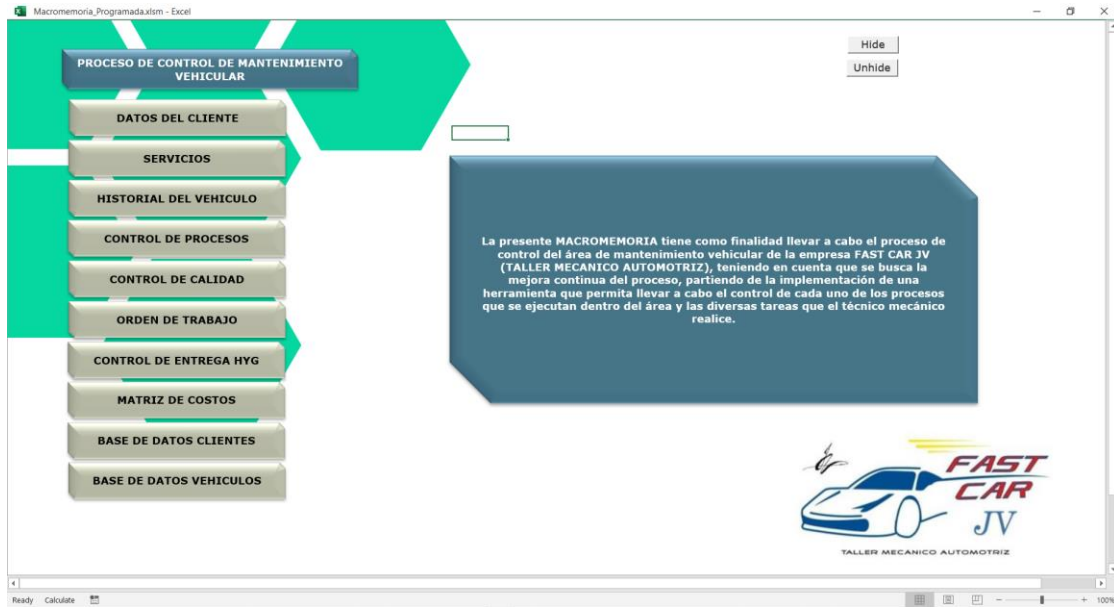 Macromemoria_Programada.xlsm - Excel
PROCESO DE CONTROL DE MANTENIMIENTO
VEHICULAR
DATOS DEL CLIENTE
SERVICIOS
HISTORIAL DEL VEHICULO
CONTROL DE PROCESOS
CONTROL DE CALIDAD
ORDEN DE TRABAJO
CONTROL DE ENTREGA HYG
MATRIZ DE COSTOS
BASE DE DATOS CLIENTES
BASE DE DATOS VEHICULOS
Hide
Unhide
La presente MACROMEMORIA tiene como finalidad llevar a cabo el proceso de
control del área de mantenimiento vehicular de la empresa FAST CAR JV
(TALLER MECANICO AUTOMOTRIZ), teniendo en cuenta que se busca la
mejora continua del proceso, partiendo de la implementación de una
herramienta que permita llevar a cabo el control de cada uno de los procesos
que se ejecutan dentro del área y las diversas tareas que el técnico mecánico
realice.
FAST
CAR
JV
TALLER MECANICO AUTOMOTRIZ
Ready Calculate
100%